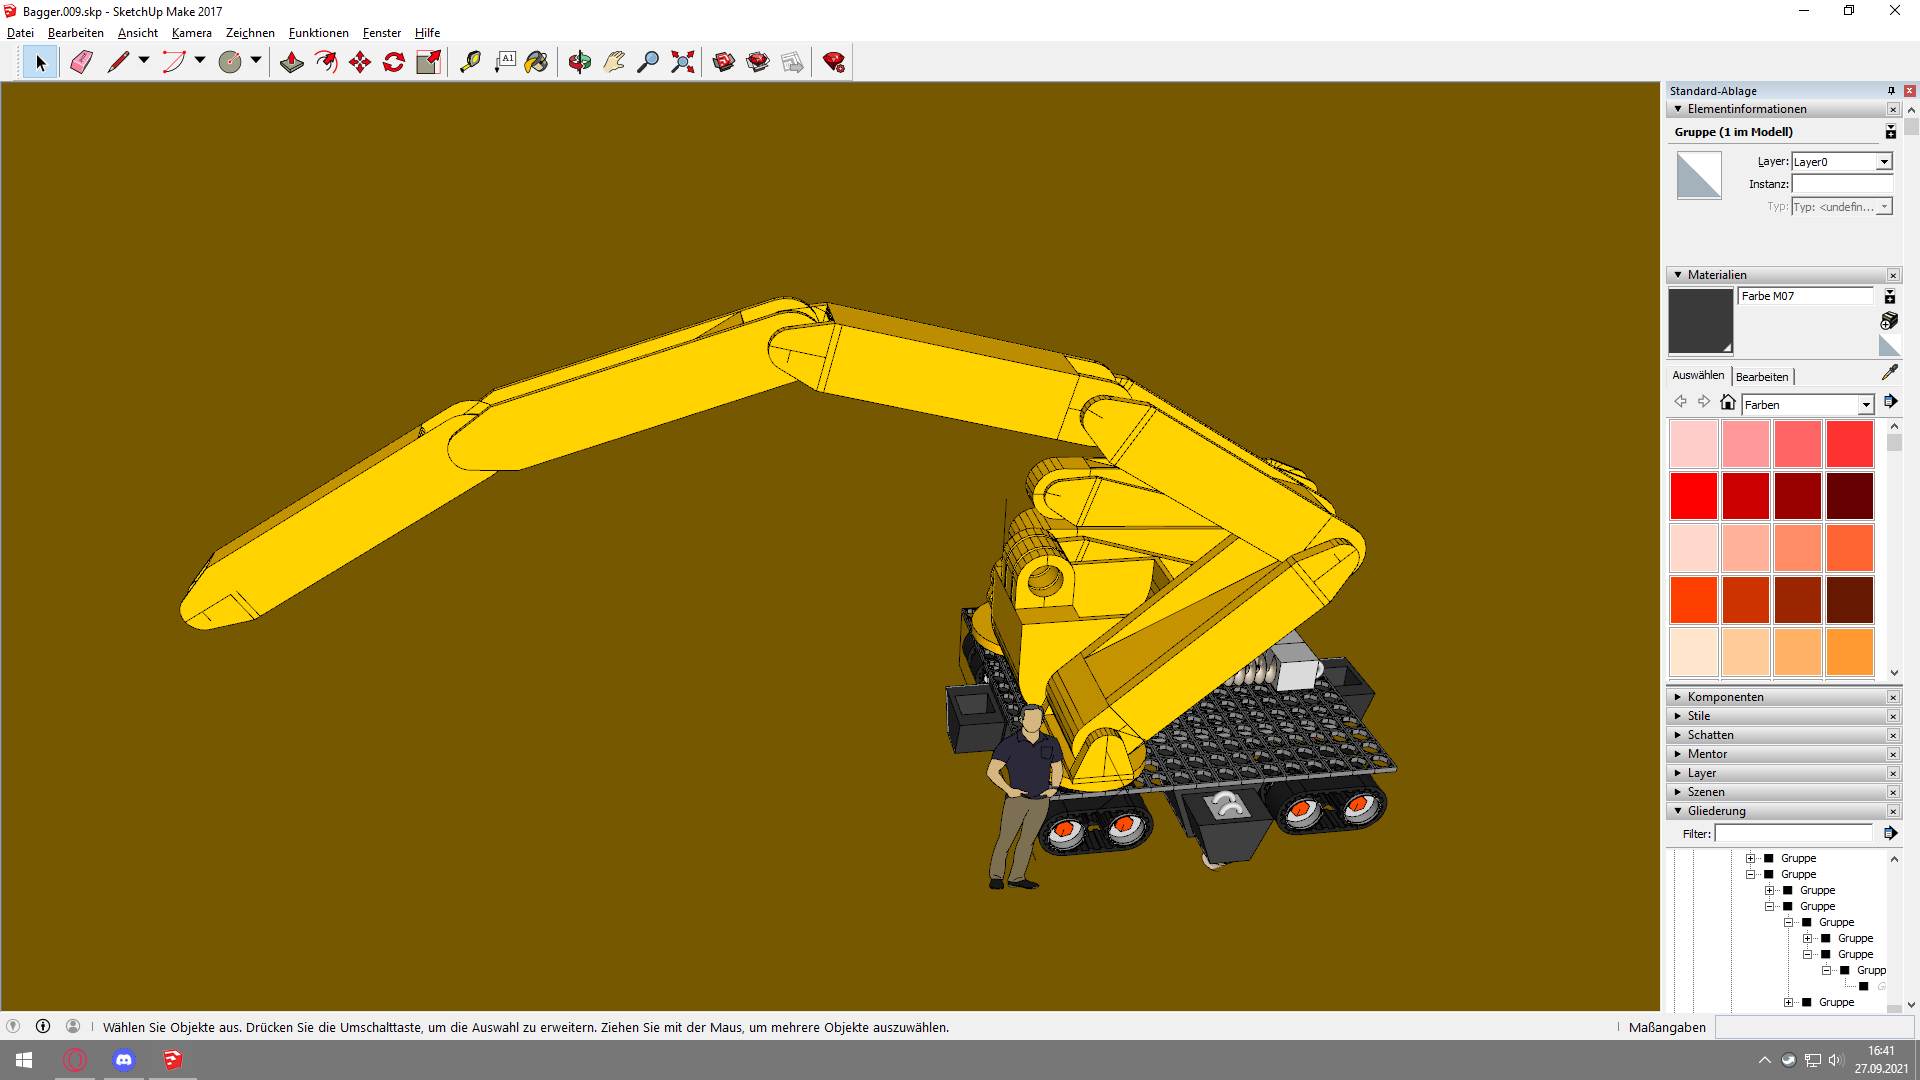 Bagger.009.skp - SketchUp Make 2017
Datei Bearbeiten Ansicht Kamera Zeichnen Funktionen Fenster Hilfe
A1
Standard-Ablage
Elementinformationen
Gruppe (1 im Modell)
Layer: Layer0
Instanz:
Typ: Typ: <undefin...
Materialien
Farbe M07
Auswählen Bearbeiten
Farben
Komponenten
Stile
Schatten
Mentor
Layer
Szenen
Gliederung
Filter:
Gruppe
Gruppe
Gruppe
Gruppe
Gruppe
Gruppe
Gruppe
Grupp
G
Gruppe
Wählen Sie Objekte aus. Drücken Sie die Umschalttaste, um die Auswahl zu erweitern. Ziehen Sie mit der Maus, um mehrere Objekte auszuwählen.
Maßangaben
16:41
27.09.2021